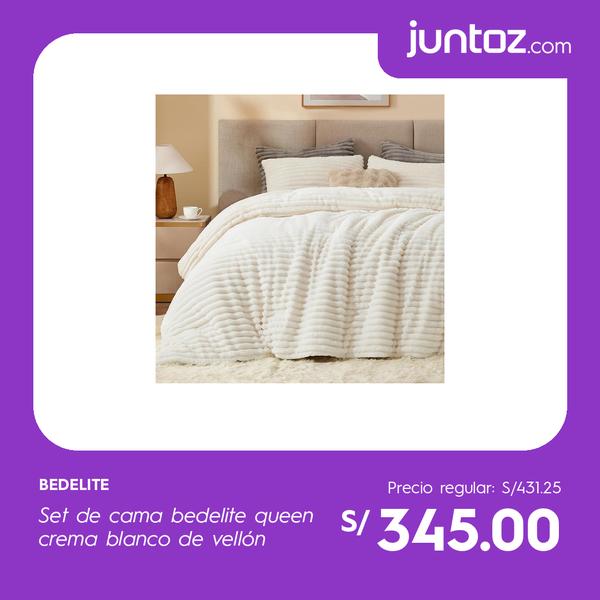 juntoz.com
BEDELITE
Set de cama bedelite queen
crema blanco de vellón
Precio regular: S/431.25
S/ 345.00